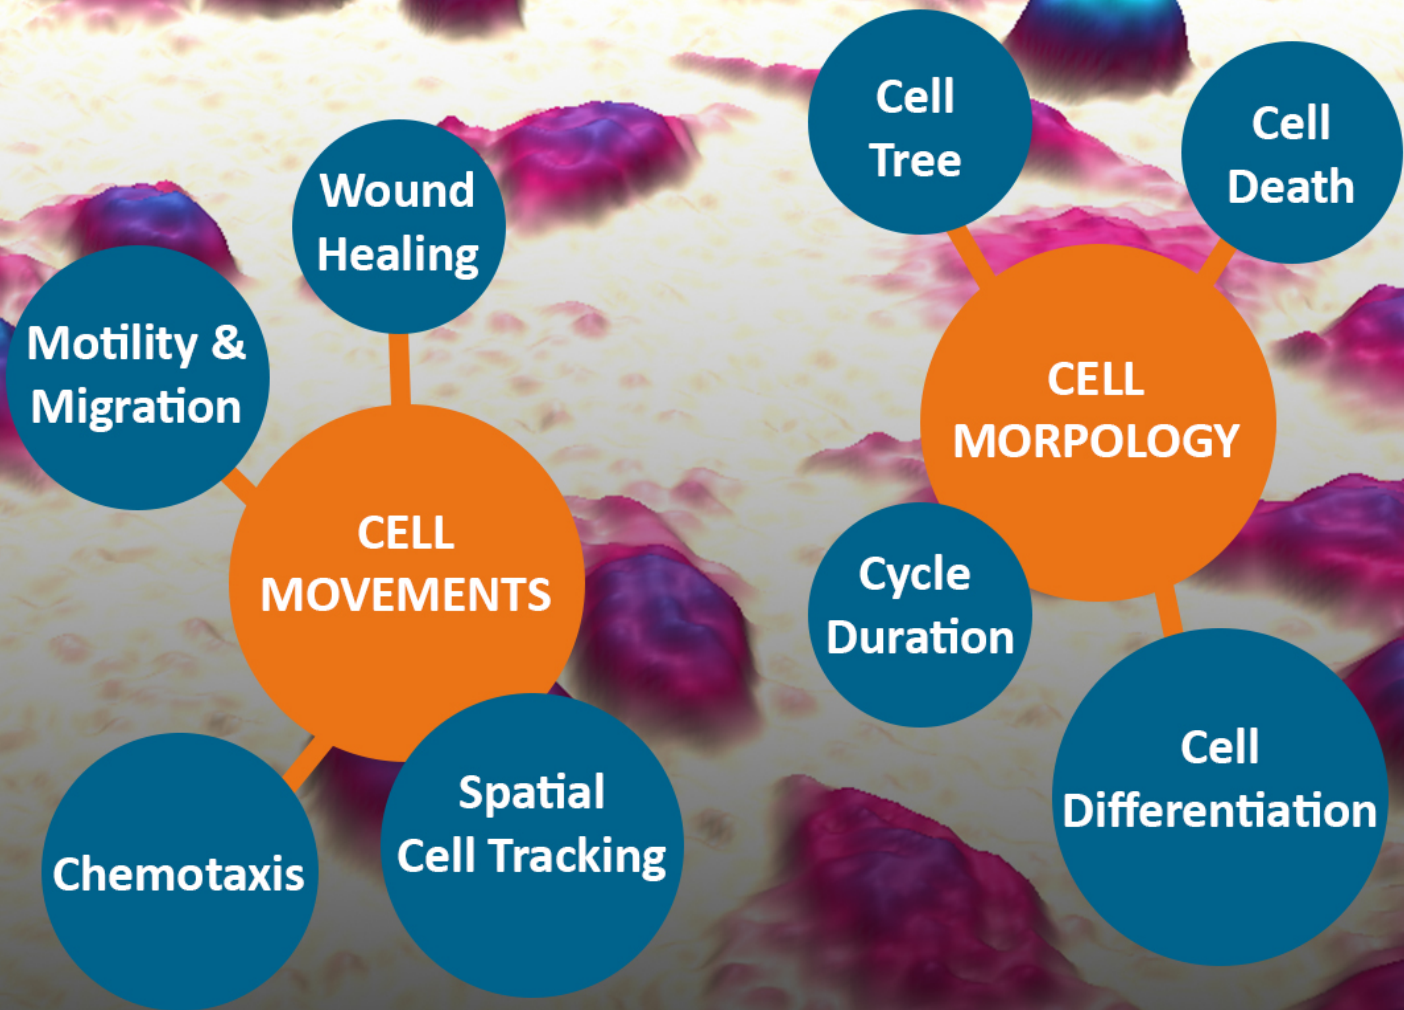 Wound
Healing
Motility &
Migration
CELL
MOVEMENTS
Chemotaxis
Spatial
Cell Tracking
Cell
Tree
Cell
Death
CELL
MORPOLOGY
Cycle
Duration
Cell
Differentiation